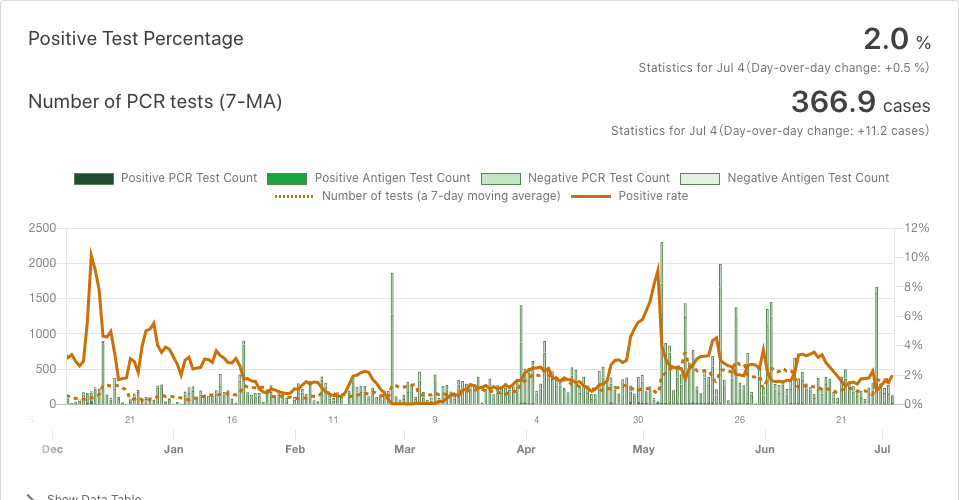 Positive Test Percentage
2.0 %
Statistics for Jul 4(Day-over-day change: +0.5 %)
Number of PCR tests (7-MA)
366.9 cases
Statistics for Jul 4(Day-over-day change: +11.2 cases)
Positive PCR Test Count Positive Antigen Test Count Negative PCR Test Count Negative Antigen Test Count
Number of tests (a 7-day moving average) Positive rate
2500 12%
2000 10%
1500 8%
1000 6%
500 4%
0 2%
0%
5 21 16 11 9 4 30 26 21
Dec Jan Feb Mar Apr May Jun Jul
Show Data Table